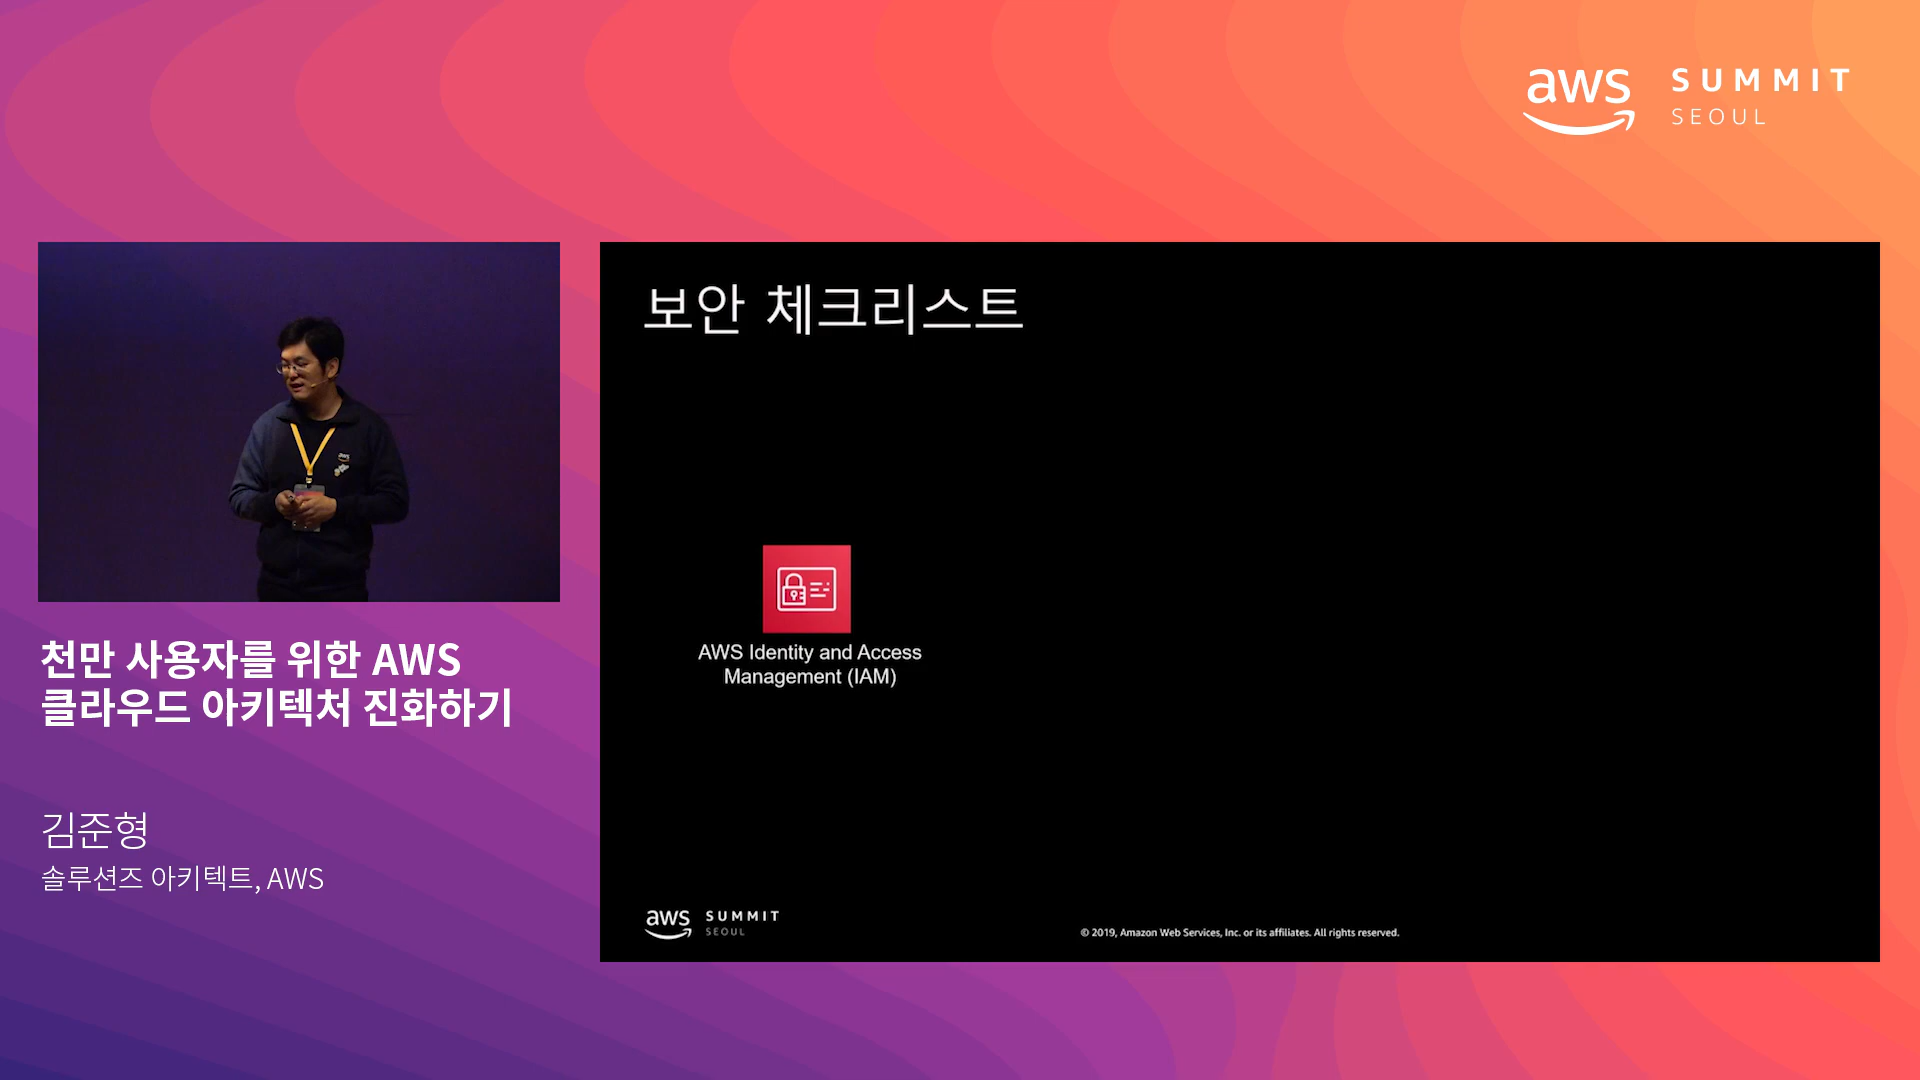 aws
SUMMIT
SEOUL
보안 체크리스트
AWS Identity and Access
Management (IAM)
aws
SUMMIT
SEOUL
© 2019, Amazon Web Services, Inc. or its affiliates. All rights reserved.
aws
천만 사용자를 위한 AWS
클라우드 아키텍처 진화하기
김준형
솔루션즈 아키텍트, AWS